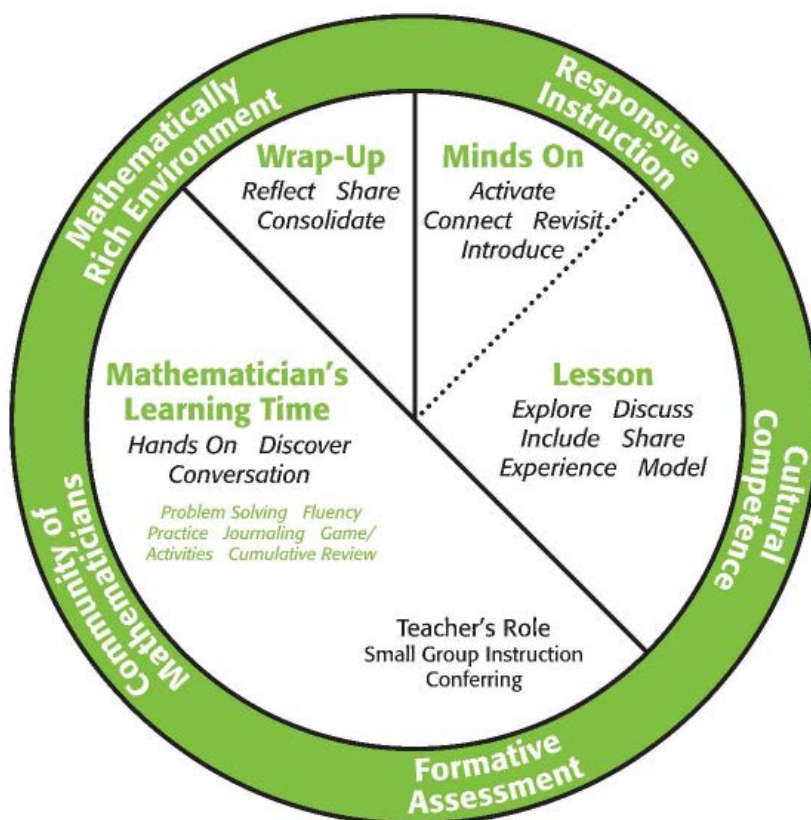 Mathematically
Rich Environment
Responsive
Instruction
Wrap-Up
Reflect Share
Consolidate
Minds On
Activate
Connect Revisit
Introduce
Mathematician's
Learning Time
Hands On Discover
Conversation
Problem Solving Fluency
Practice Journaling Game/
Activities Cumulative Review
Lesson
Explore Discuss
Include Share
Experience Model
Cultural
Competence
Community of
Mathematicians
Teacher's Role
Small Group Instruction
Conferring
Formative
Assessment